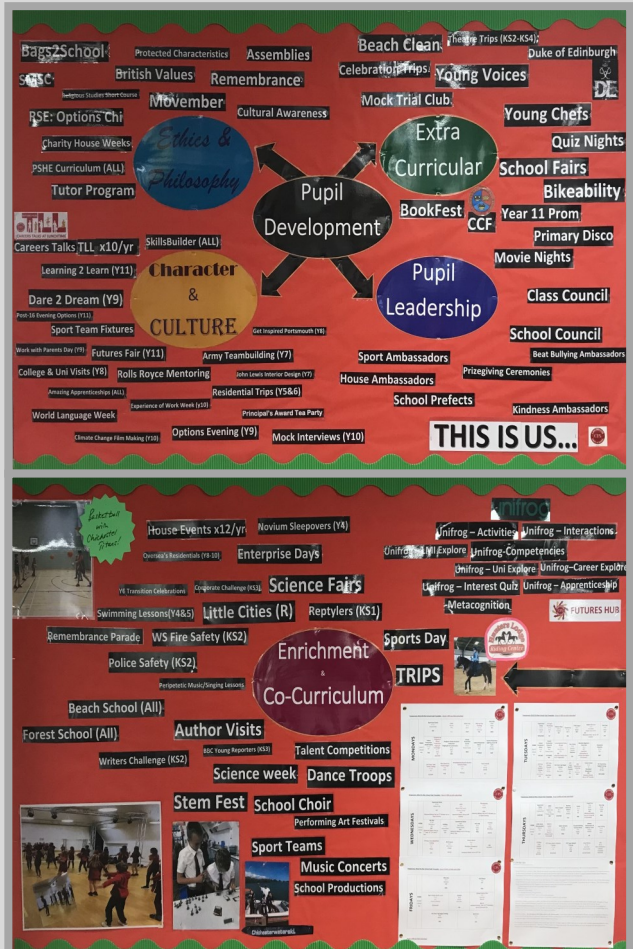 Bags2School
Protected Characteristics
Assemblies
Beach Clean
Theatre Trips (KS2-KS4)
Duke of Edinburgh
British Values
Remembrance
Celebration Trips
Young Voices
DE
Religious Studies Short Course
Movember
Mock Trial Club
RSE: Options Chi
Cultural Awareness
Young Chefs
Charity House Weeks
Ethics &
Philosophy
Extra
Curricular
Quiz Nights
PSHE Curriculum (ALL)
School Fairs
Tutor Program
Pupil
Development
Bikeability
BookFest
CCF
Year 11 Prom
Careers Talks TLL x10/yr
SkillsBuilder (ALL)
Primary Disco
Movie Nights
Learning 2 Learn (Y11)
Character
&
CULTURE
Pupil
Leadership
Dare 2 Dream (Y9)
Class Council
Post-16 Evening Options (Y11)
Sport Team Fixtures
Get Inspired Portsmouth (Y8)
School Council
Work with Parents Day (Y9)
Futures Fair (Y11)
Army Teambuilding (Y7)
Sport Ambassadors
Beat Bullying Ambassadors
College & Uni Visits (Y8)
Rolls Royce Mentoring
John Lewis Interior Design (Y7)
House Ambassadors
Prizegiving Ceremonies
Amazing Apprenticeships (ALL)
Residential Trips (Y5&6)
School Prefects
Experience of Work Week (y10)
World Language Week
Principal's Award Tea Party
Kindness Ambassadors
Climate Change Film Making (Y10)
Options Evening (Y9)
Mock Interviews (Y10)
THIS IS US...
Basketball
with
Chichester
House Events x12/yr
Novium Sleepovers (Y4)
unifrog
Unifrog – Activities
Unifrog – Interactions
Oversea's Residentials (Y8-10)
Enterprise Days
Unifrog – LMI Explore
Unifrog-Competencies
Unifrog – Uni Explore
Unifrog–Career Explore
Y6 Transition Celebrations
Corporate Challenge (KS3)
Science Fairs
Unifrog – Interest Quiz
Unifrog – Apprenticeship
Swimming Lessons(Y4&5)
Little Cities (R)
Reptylers (KS1)
Metacognition
FUTURES HUB
Remembrance Parade
WS Fire Safety (KS2)
Enrichment
&
Co-Curriculum
Sports Day
Riding Centre
Police Safety (KS2)
TRIPS
Peripetetic Music/Singing Lessons
Beach School (All)
Forest School (All)
Author Visits
MONDAYS
TUESDAYS
BBC Young Reporters (KS3)
Talent Competitions
Writers Challenge (KS2)
Science week
Dance Troops
Stem Fest
School Choir
WEDNESDAYS
THURSDAYS
Performing Art Festivals
Sport Teams
Music Concerts
School Productions
FRIDAYS